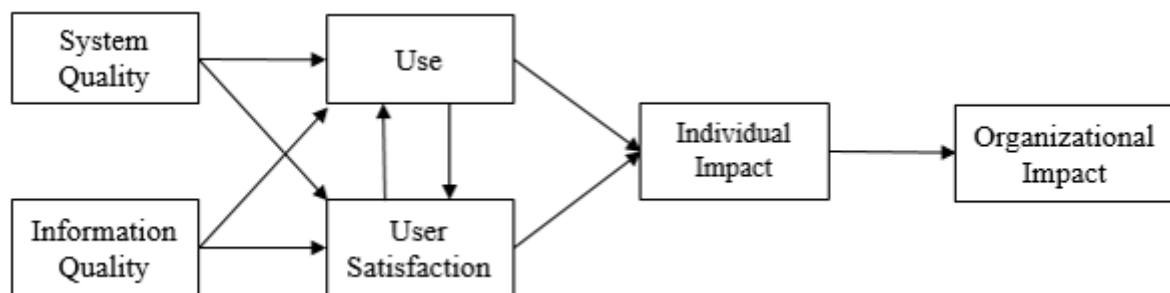 System
Quality
Use
Individual
Impact
Organizational
Impact
Information
Quality
User
Satisfaction